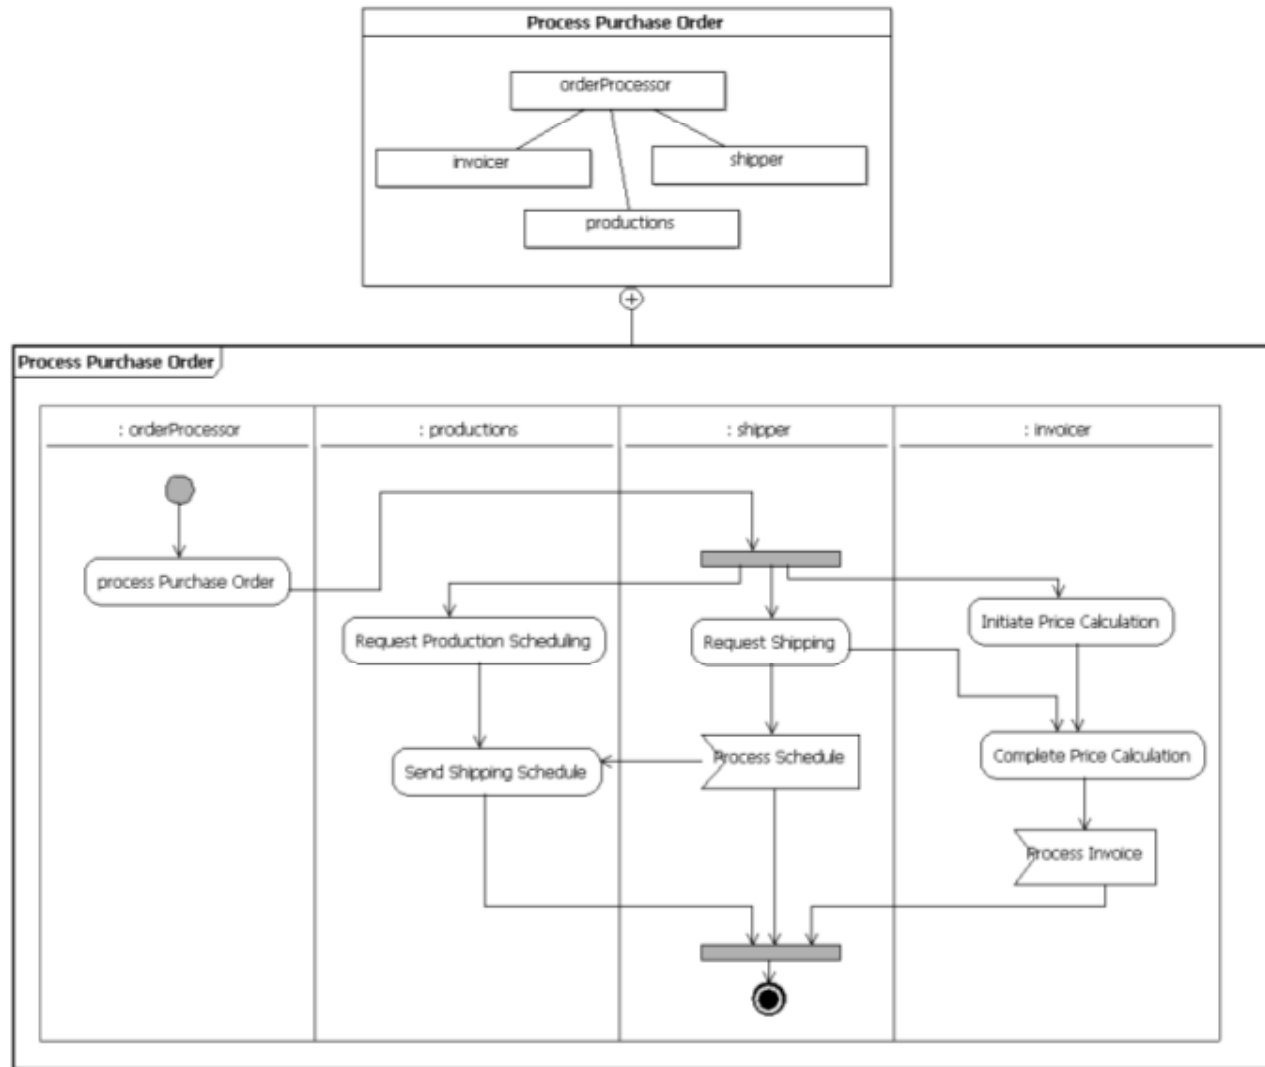 Process Purchase Order
orderProcessor
invoicer
shipper
productions
Process Purchase Order
: orderProcessor
: productions
: shipper
: invoicer
process Purchase Order
Request Production Scheduling
Request Shipping
Initiate Price Calculation
Send Shipping Schedule
Process Schedule
Complete Price Calculation
Process Invoice